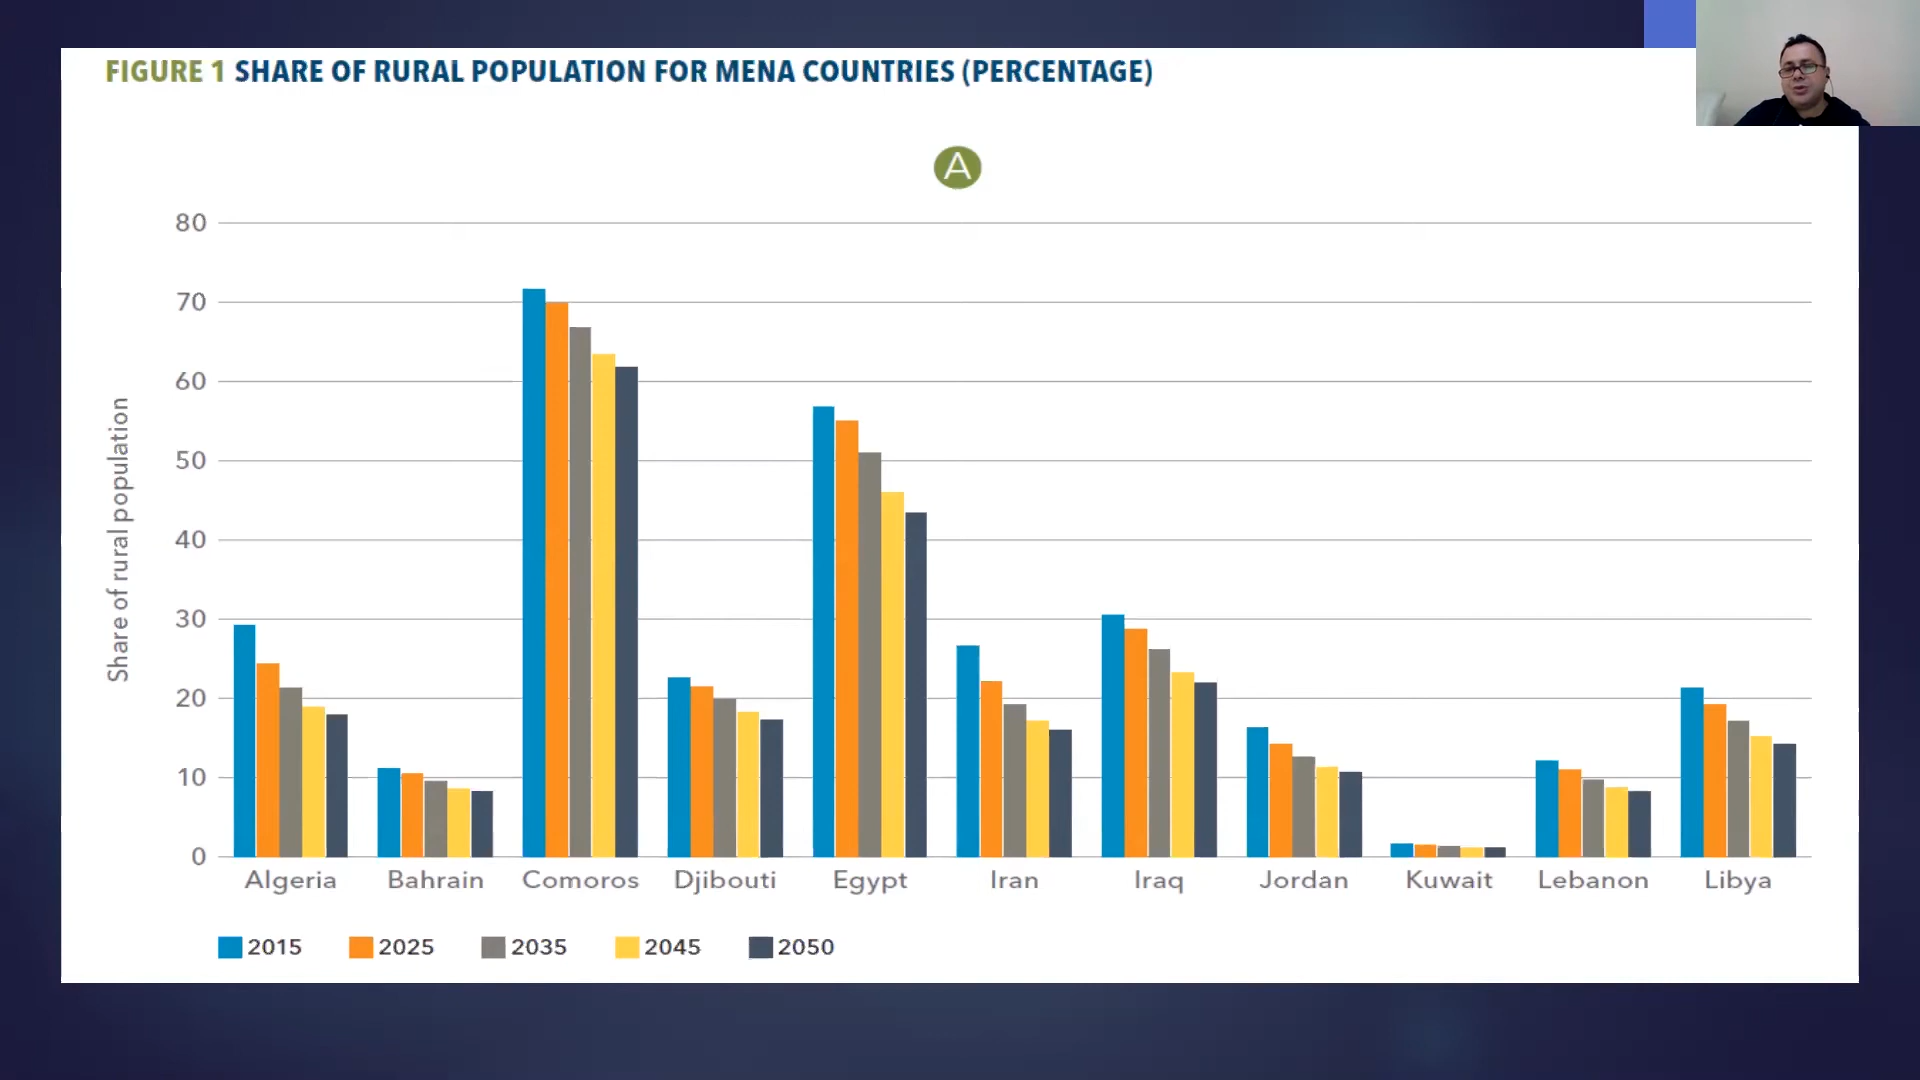 FIGURE 1 SHARE OF RURAL POPULATION FOR MENA COUNTRIES (PERCENTAGE)
A
80
70
60
50
40
30
20
10
0
Share of rural population
Algeria Bahrain Comoros Djibouti Egypt Iran Iraq Jordan Kuwait Lebanon Libya
2015 2025 2035 2045 2050